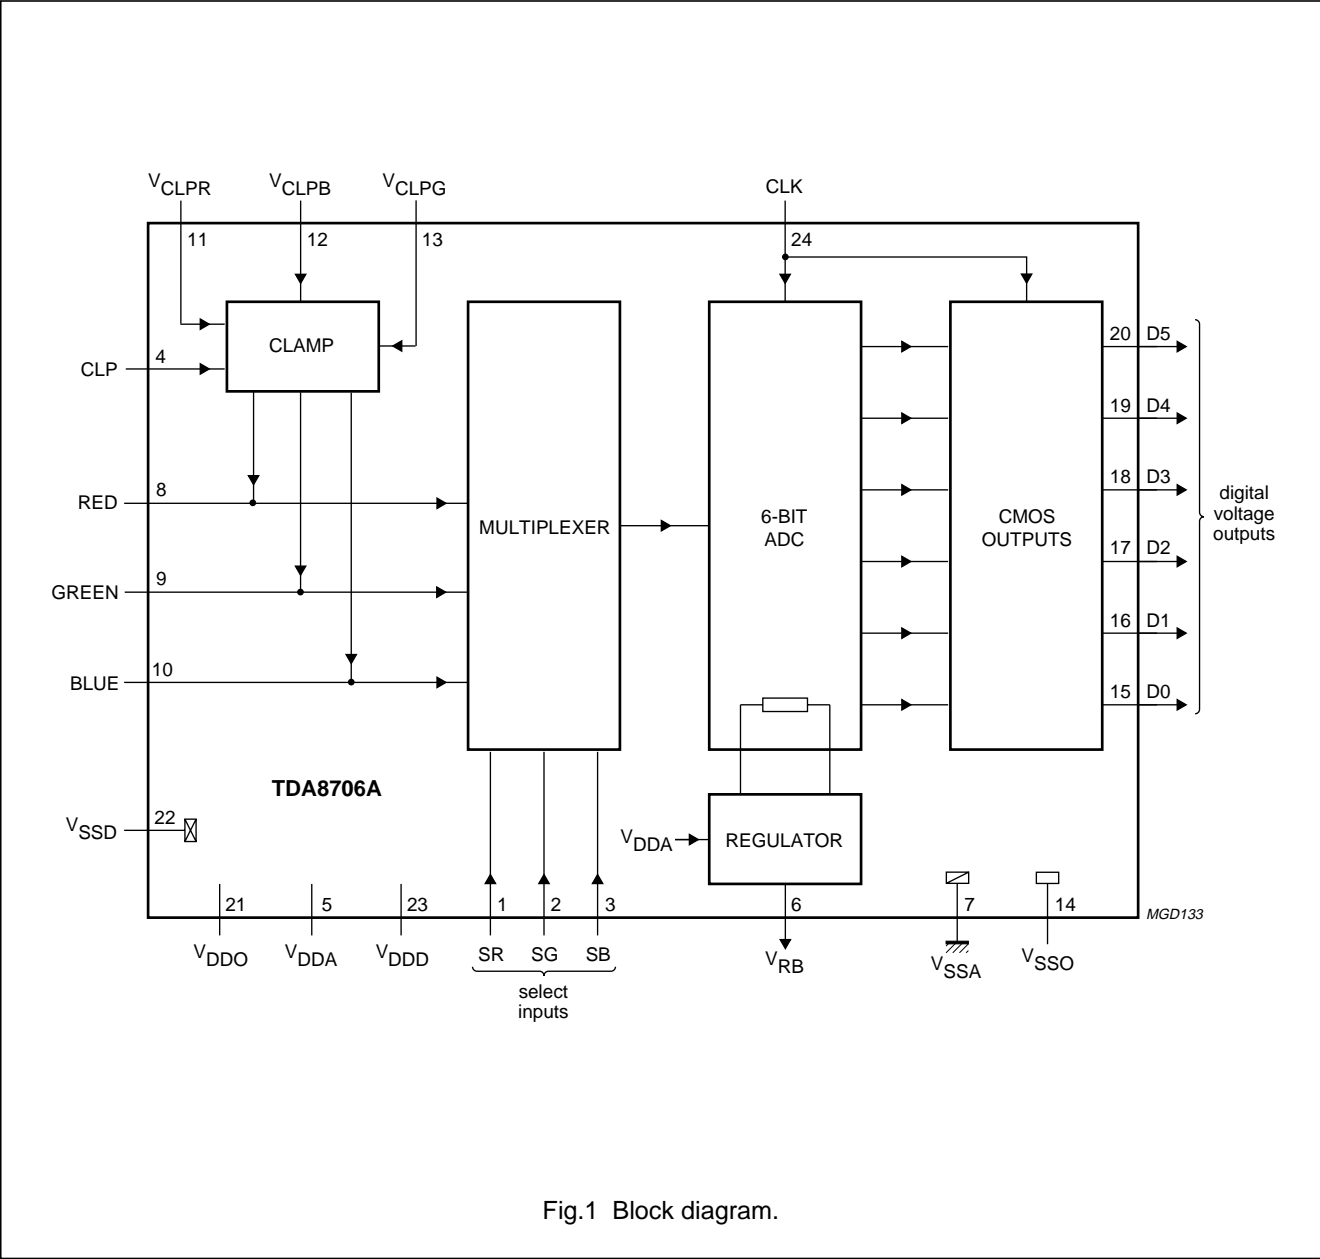 VCLPR VCLPB VCLPG CLK
11 12 13 24
CLAMP
CLP 4
20 D5
19 D4
RED 8
18 D3
MULTIPLEXER
6-BIT
ADC
CMOS
OUTPUTS
digital
voltage
outputs
17 D2
GREEN 9
16 D1
BLUE 10
15 D0
TDA8706A
VSSD 22
VDDA
REGULATOR
21 5 23 1 2 3 6 7 14
MGD133
VDDO VDDA VDDD SR SG SB VRB VSSA VSSO
select
inputs
Fig.1 Block diagram.